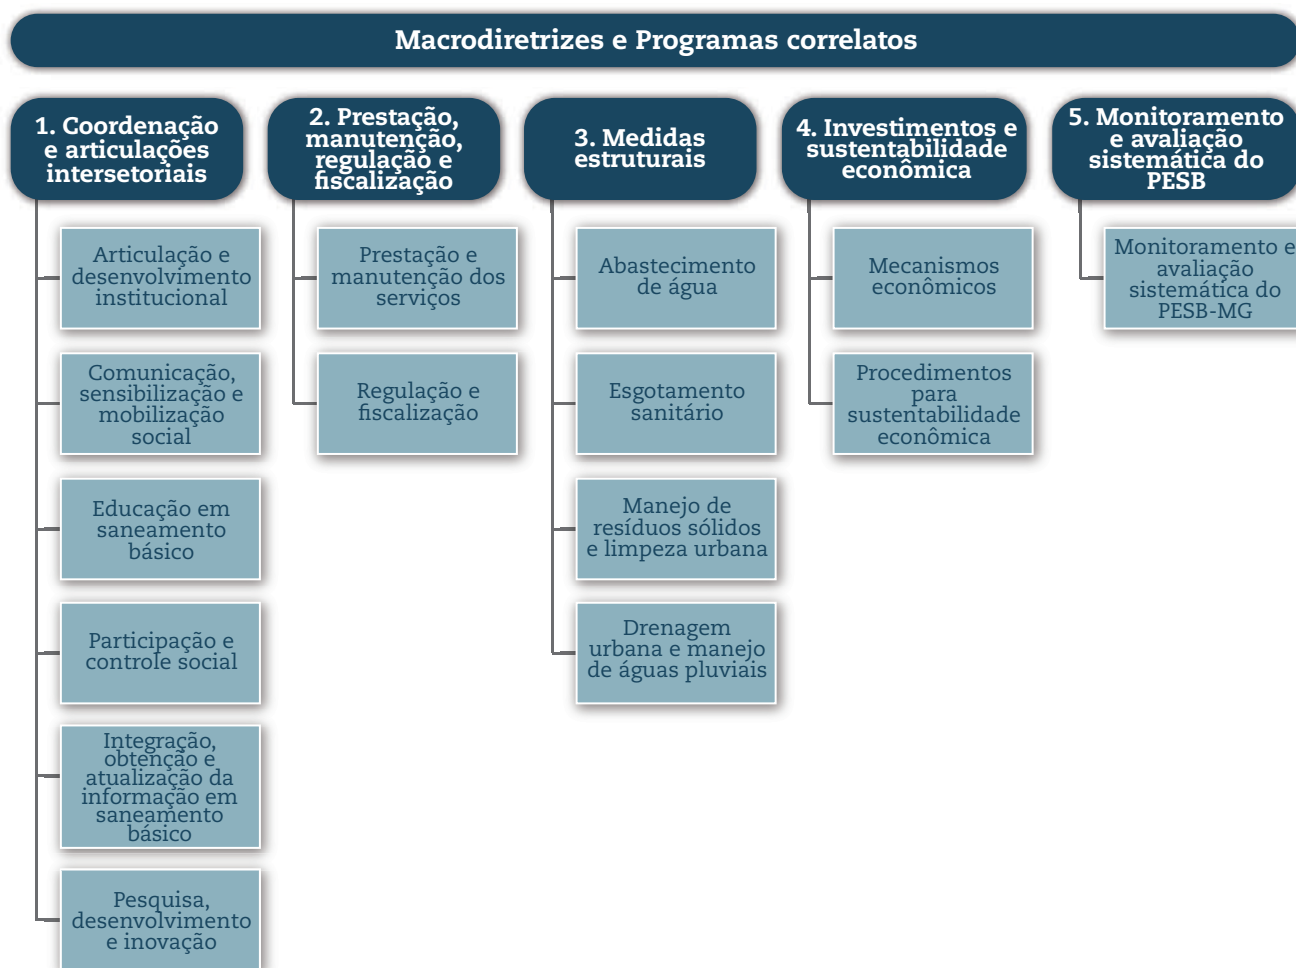 Macrodiretrizes e Programas correlatos
1. Coordenação
e articulações
intersetoriais
Articulação e
desenvolvimento
institucional
Comunicação,
sensibilização e
mobilização
social
Educação em
saneamento
básico
Participação e
controle social
Integração,
obtenção e
atualização da
informação em
saneamento
básico
Pesquisa,
desenvolvimento
e inovação
2. Prestação,
manutenção,
regulação e
fiscalização
Prestação e
manutenção dos
serviços
Regulação e
fiscalização
3. Medidas
estruturais
Abastecimento
de água
Esgotamento
sanitário
Manejo de
resíduos sólidos
e limpeza urbana
Drenagem
urbana e manejo
de águas pluviais
4. Investimentos e
sustentabilidade
econômica
Mecanismos
econômicos
Procedimentos
para
sustentabilidade
econômica
5. Monitoramento
e avaliação
sistemática do
PESB
Monitoramento e
avaliação
sistemática do
PESB-MG